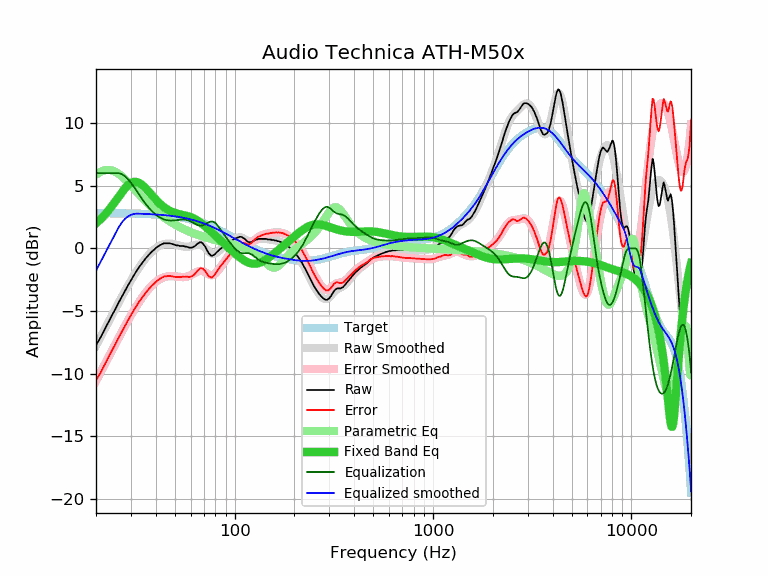 Audio Technica ATH-M50x
Amplitude (dBr)
10
5
0
−5
−10
−15
−20
Target
Raw Smoothed
Error Smoothed
Raw
Error
Parametric Eq
Fixed Band Eq
Equalization
Equalized smoothed
100
1000
10000
Frequency (Hz)